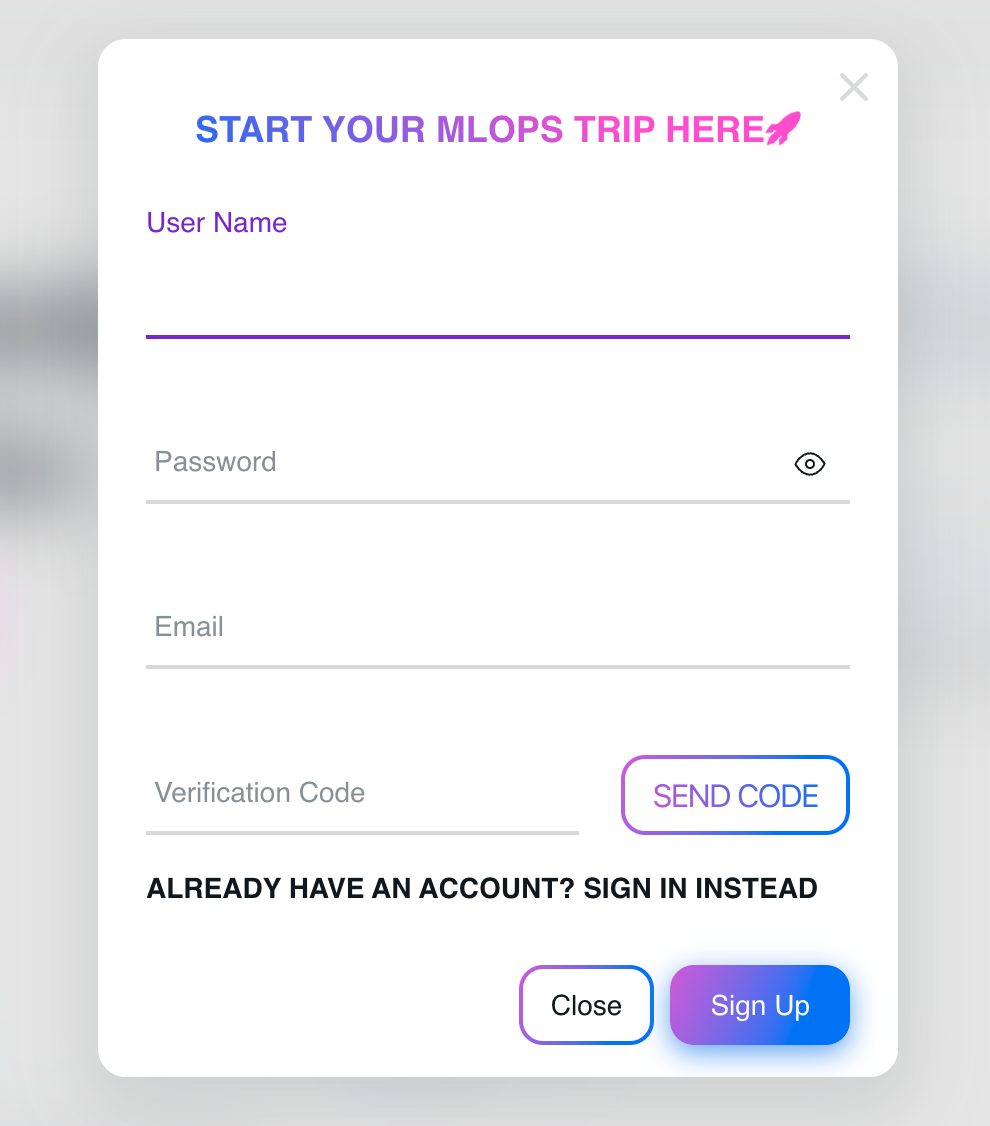 START YOUR MLOPS TRIP HERE🚀
User Name
Password
Email
Verification Code
SEND CODE
ALREADY HAVE AN ACCOUNT? SIGN IN INSTEAD
Close
Sign Up